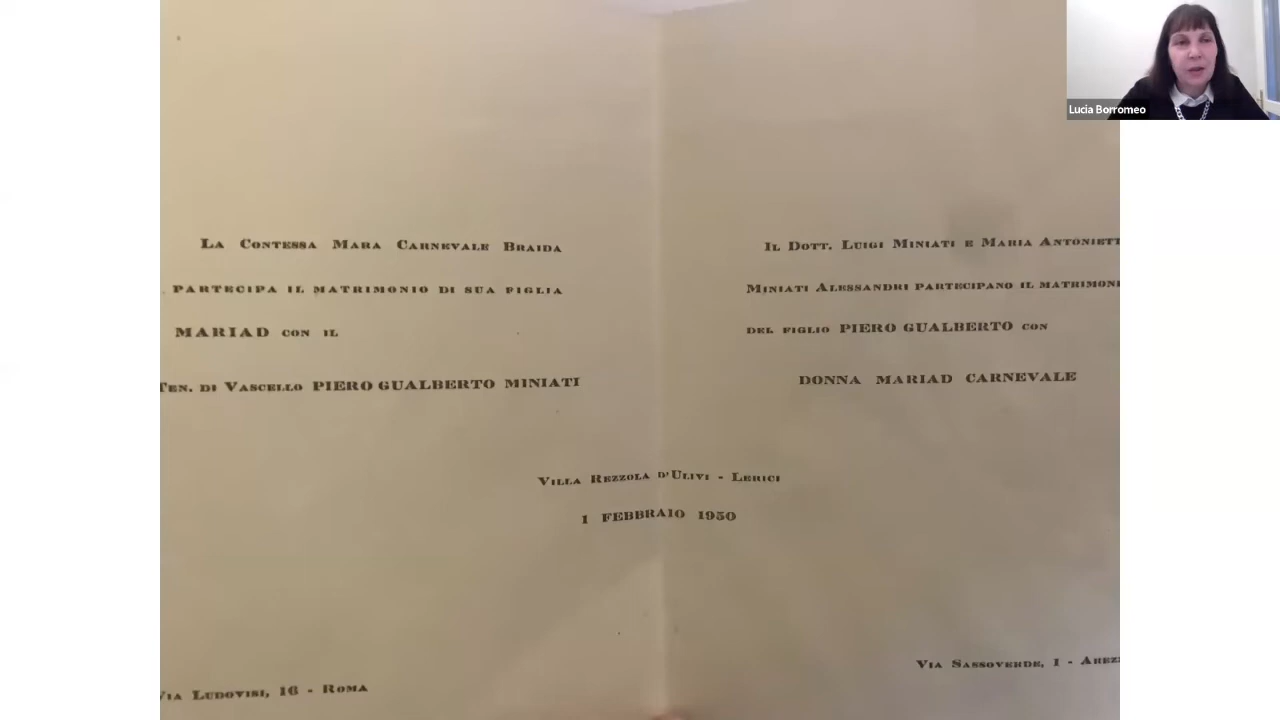 Lucia Borromeo
La Contessa Mara Carnevale Braida
partecipa il matrimonio di sua figlia
MARIAD con il
Ten. di Vascello PIERO GUALBERTO MINIATI
Il Dott. Luigi Miniati e Maria Antoniett
Miniati Alessandri partecipano il matrimoni
del figlio PIERO GUALBERTO con
DONNA MARIAD CARNEVALE
Villa Rezzola d'Ulivi - Lerici
1 Febbraio 1950
Via Ludovisi, 16 - Roma
Via Sassoverde, 1 - Arez